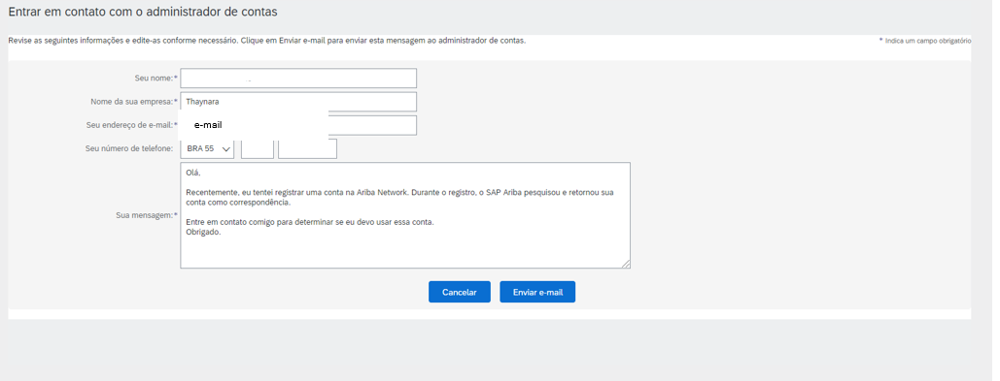 Entrar em contato com o administrador de contas
Revise as seguintes informações e edite-as conforme necessário. Clique em Enviar e-mail para enviar esta mensagem ao administrador de contas.
* Indica um campo obrigatório
Seu nome:*
Nome da sua empresa:* Thaynara
Seu endereço de e-mail:* e-mail
Seu número de telefone: BRA 55
Sua mensagem:*
Olá,
Recentemente, eu tentei registrar uma conta na Ariba Network. Durante o registro, o SAP Ariba pesquisou e retornou sua
conta como correspondência.
Entre em contato comigo para determinar se eu devo usar essa conta.
Obrigado.
Cancelar
Enviar e-mail